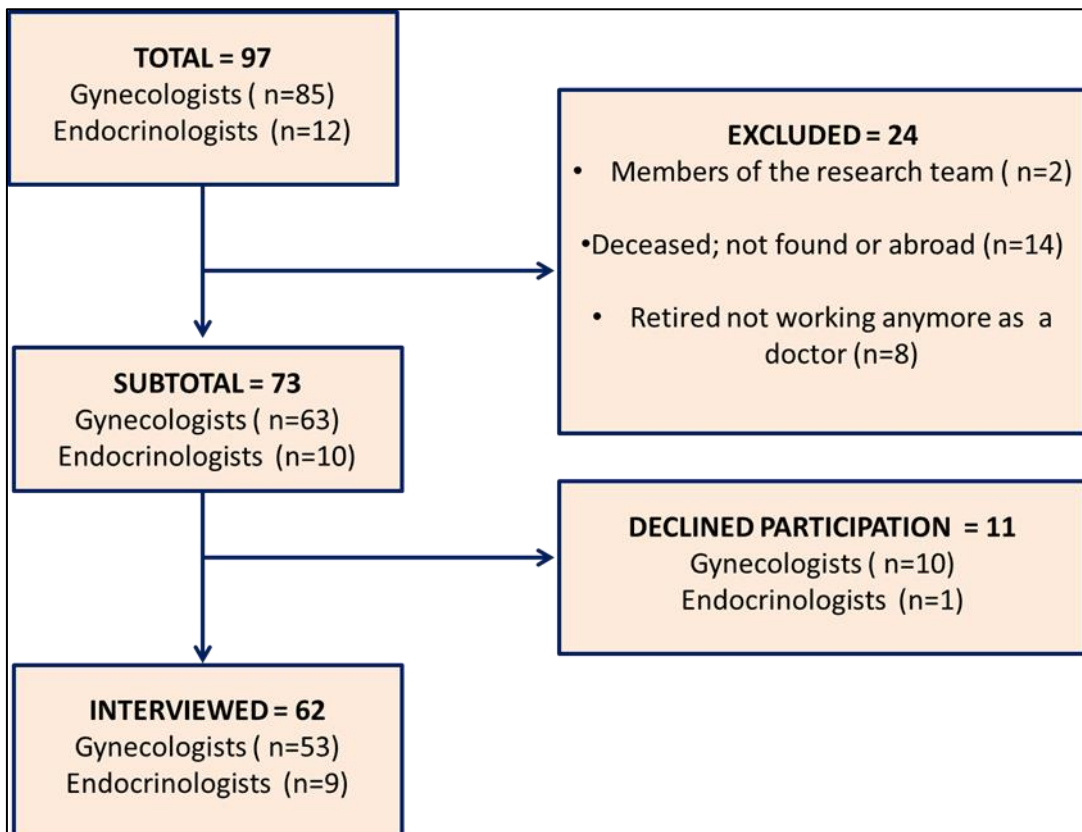 TOTAL = 97
Gynecologists ( n=85)
Endocrinologists (n=12)
EXCLUDED = 24
• Members of the research team ( n=2)
•Deceased; not found or abroad (n=14)
• Retired not working anymore as a
doctor (n=8)
SUBTOTAL = 73
Gynecologists ( n=63)
Endocrinologists (n=10)
DECLINED PARTICIPATION = 11
Gynecologists ( n=10)
Endocrinologists (n=1)
INTERVIEWED = 62
Gynecologists ( n=53)
Endocrinologists (n=9)